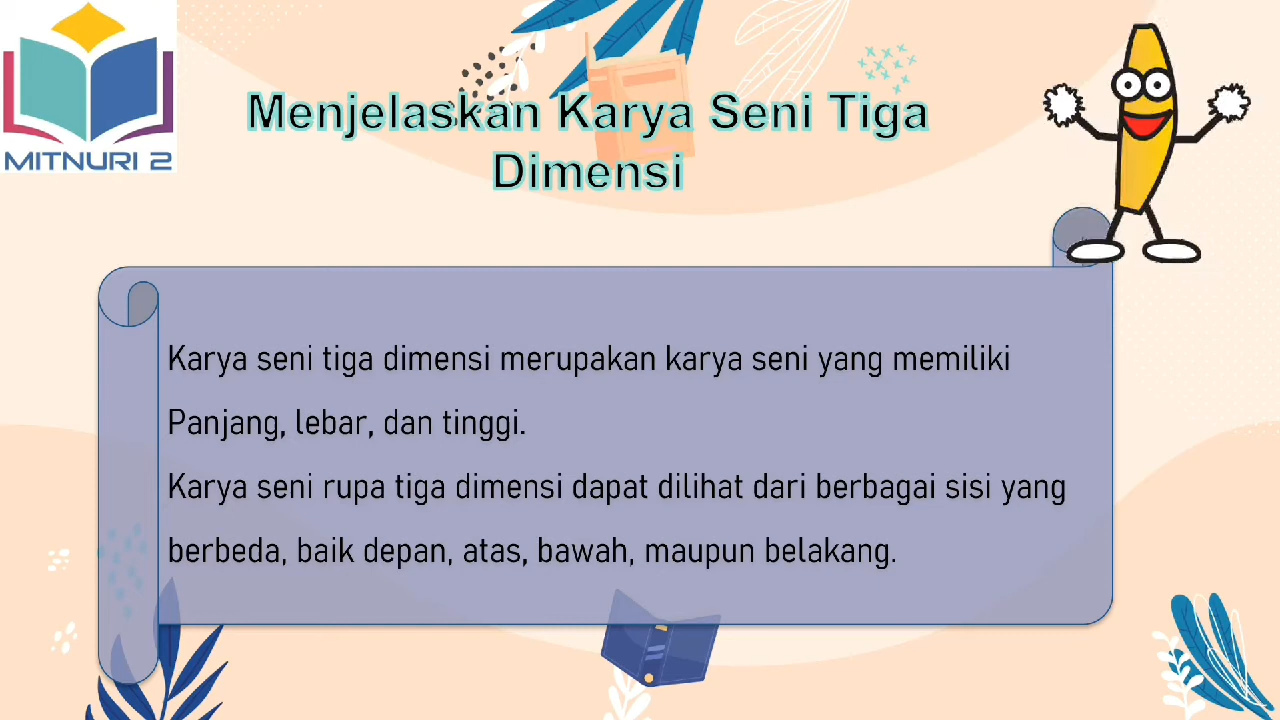 MITNURI 2
Menjelaskan Karya Seni Tiga
Dimensi
Karya seni tiga dimensi merupakan karya seni yang memiliki
Panjang, lebar, dan tinggi.
Karya seni rupa tiga dimensi dapat dilihat dari berbagai sisi yang
berbeda, baik depan, atas, bawah, maupun belakang.